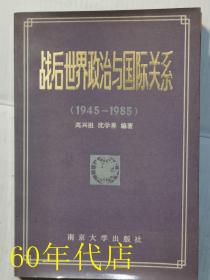 战后世界政治与国际关系
(1945-1985)
高兴祖 沈学善 编著
南京大学出版社
60年代店